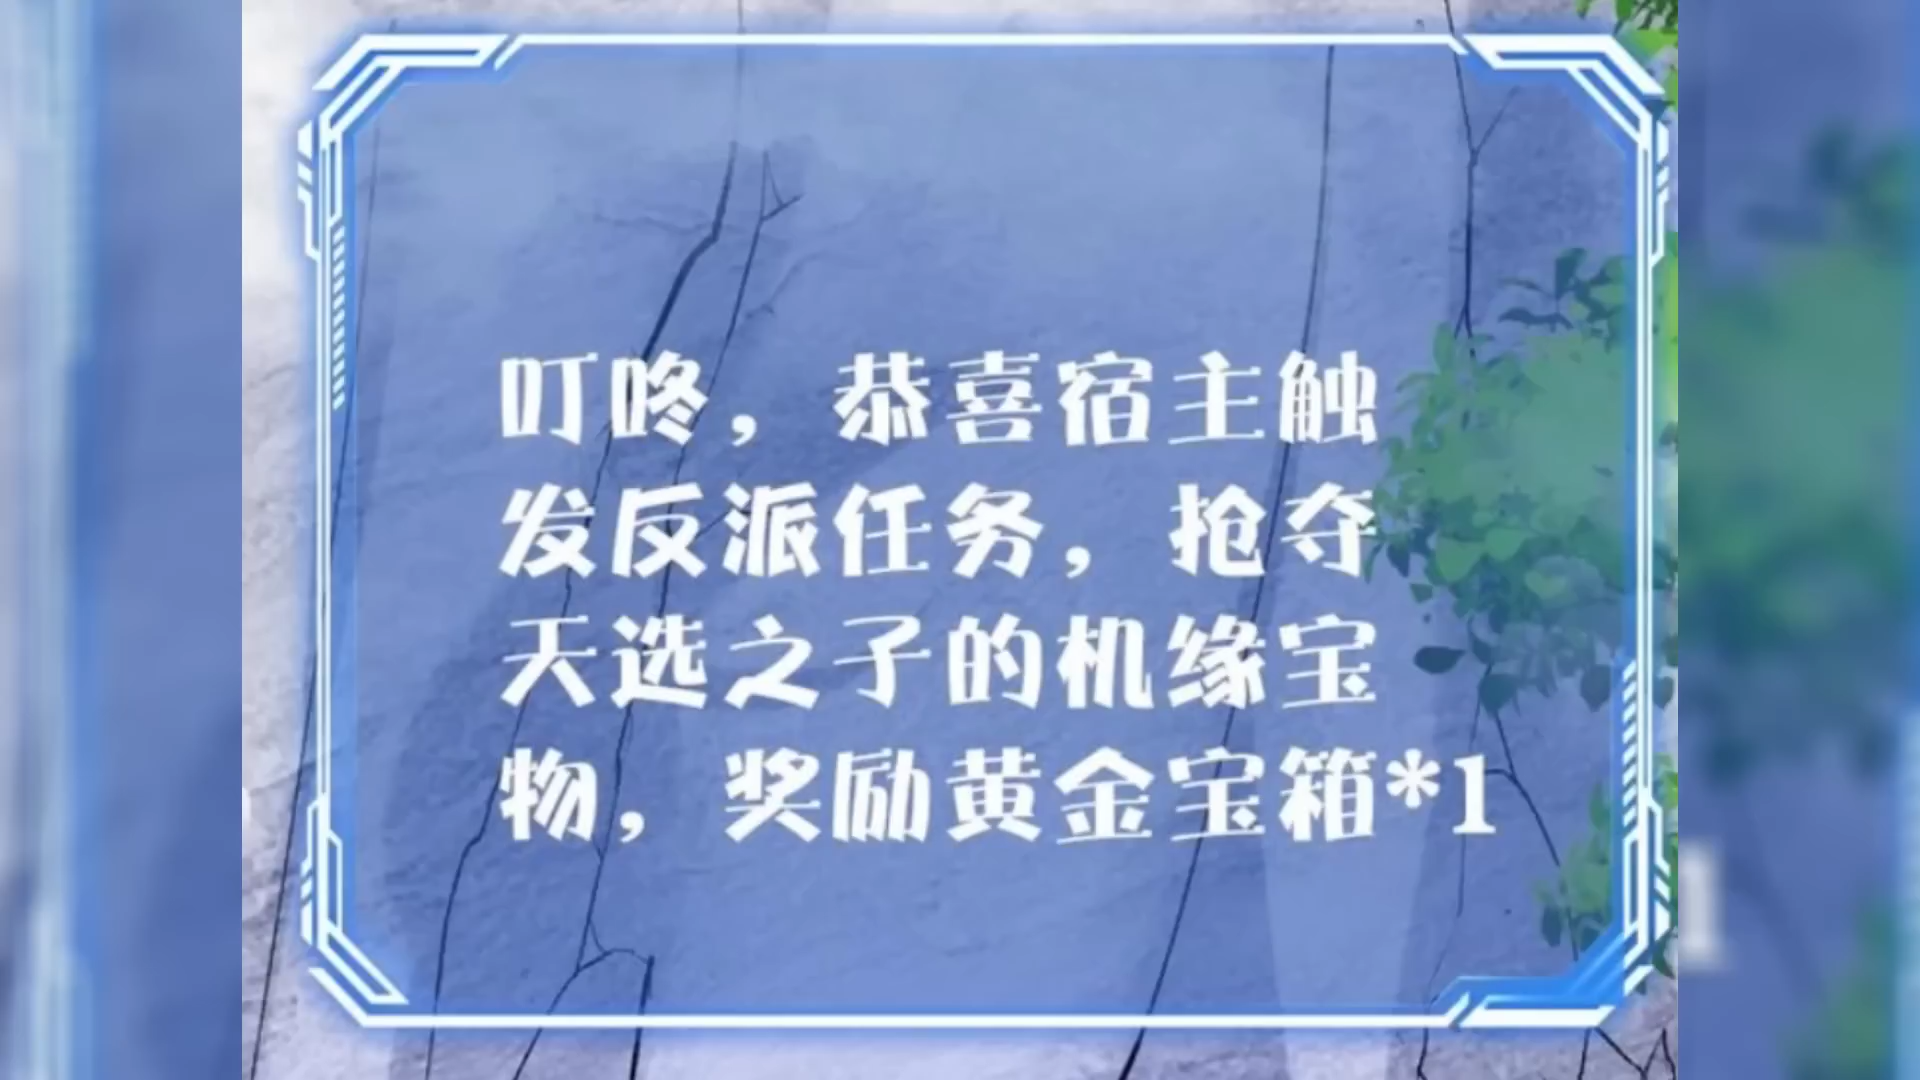 叮咚，恭喜宿主触
发反派任务，抢夺
天选之子的机缘宝
物，奖励黄金宝箱*1